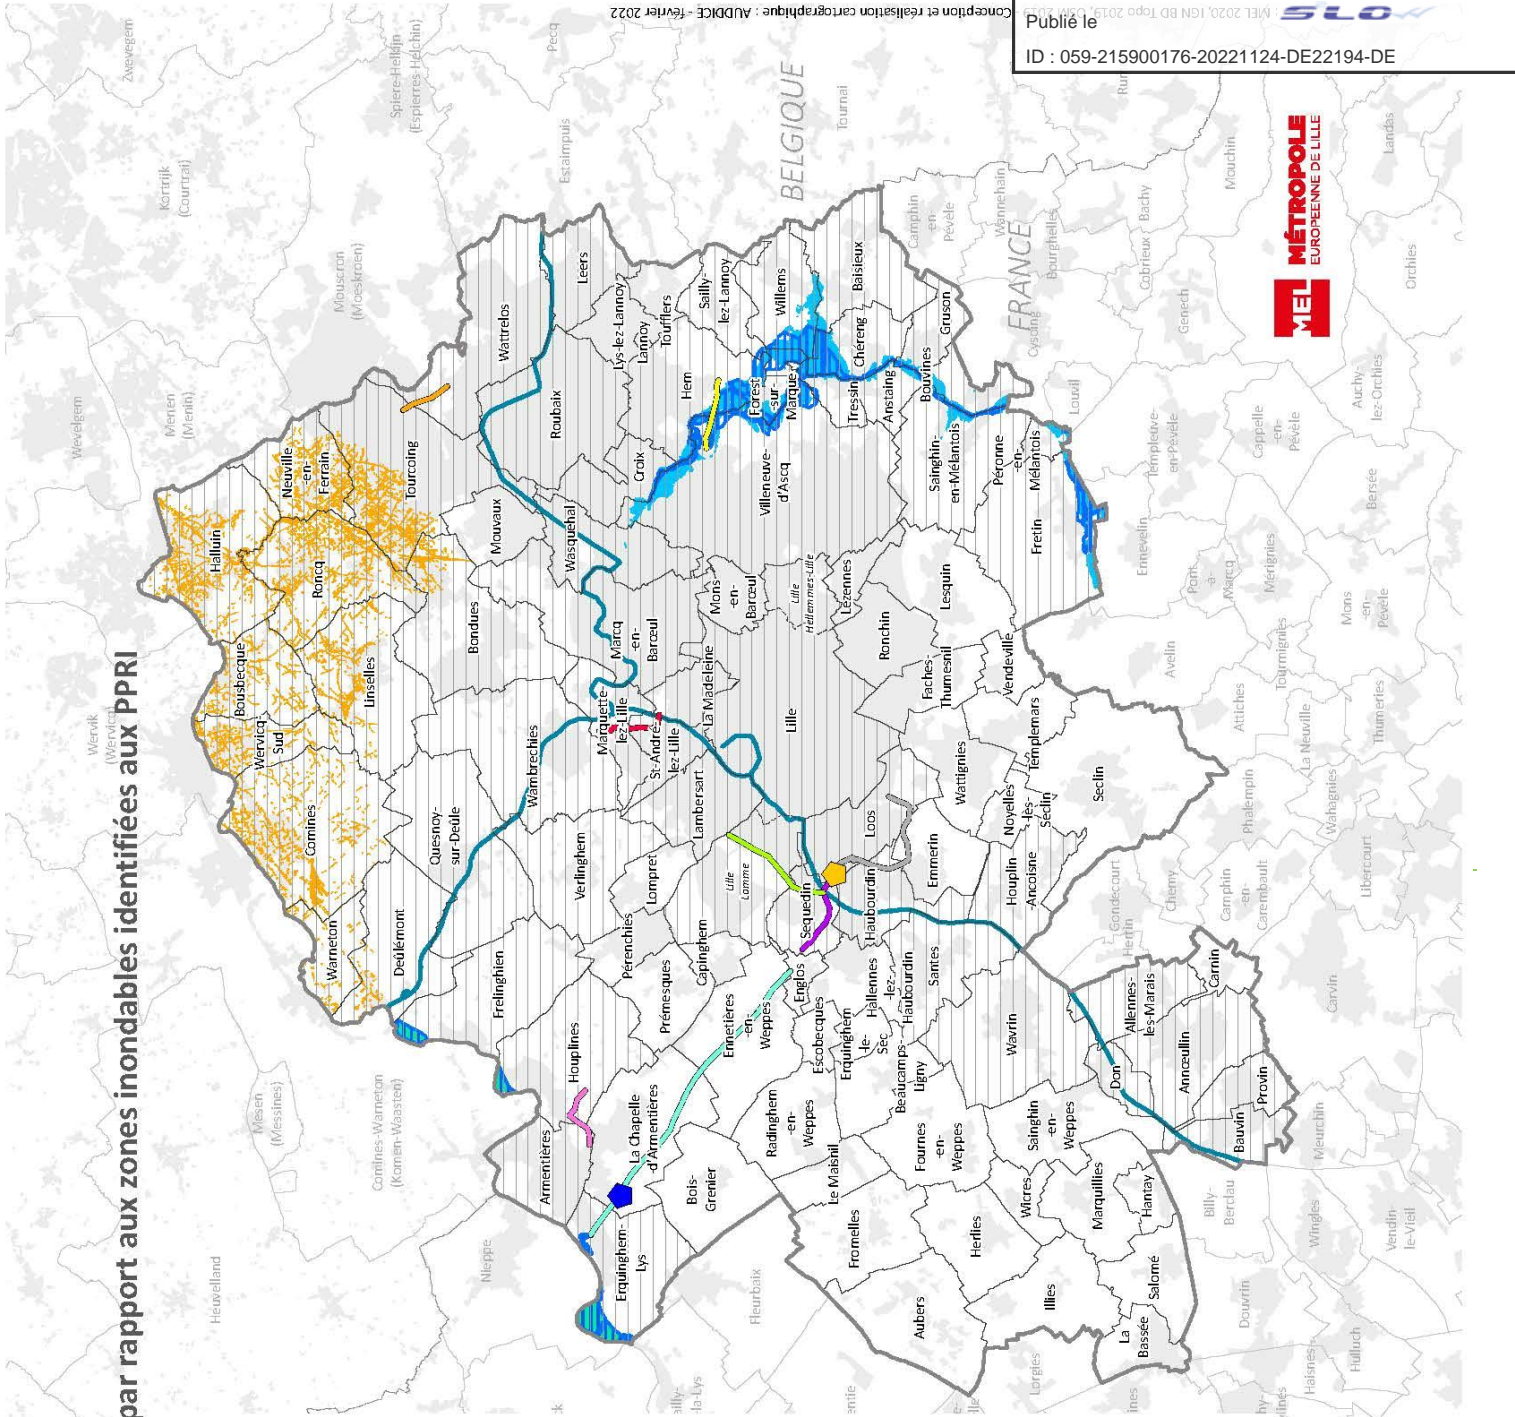 par rapport aux zones inondables identifiées aux PPRI
Conception et réalisation cartographique : AUDDICE - février 2022
MEL 2020, IGN BD Topo 2019, OSM 2019
Publié le
SLO
ID : 059-215900176-20221124-DE22194-DE
MEL
MÉTROPOLE
EUROPEENNE DE LILLE
BELGIQUE
FRANCE
Zwevegem
Spiere-Helkijn
(Espierres-Helchin)
Pecq
Kortrijk
(Courtrai)
Estaimpuis
Tournai
Mouscron
(Moeskroen)
Wevelgem
Menen
(Menin)
Wervik
(Wervicq)
Mesen
(Messines)
Comines-Warneton
(Komen-Waasten)
Heuvelland
Nieppe
Fleurbaix
Camphin
-en-
Pévèle
Wannehain
Bourghelles
Bachy
Cobrieux
Mouchin
Landas
Cysoing
Genech
Orchies
Louvil
Templeuve
-en-Pévèle
Cappelle
-en-
Pévèle
Auchy-
lez-Orchies
Bersée
Ennevelin
Pont
-à-
Marcq
Mérignies
Mons
-en-
Pévèle
Avelin
Tourmignies
Attiches
La Neuville
Thumeries
Phalempin
Wahagnies
Gondecourt
Herrin
Chemy
Camphin
-en-
Carembault
Libercourt
Carvin
Meurchin
Billy-
Berclau
Wingles
Vendin-
le-Vieil
Douvrin
Hulluch
Haisnes
Lorgies
Wattrelos
Leers
Roubaix
Lys-lez-Lannoy
Lannoy
Toufflers
Sailly-
lez-Lannoy
Hem
Willems
Baisieux
Chéreng
Gruson
Forest
-sur-
Marque
Tressin
Anstaing
Bouvines
Croix
Villeneuve-
d'Ascq
Sainghin-
en-Mélantois
Péronne
-en-
Mélantois
Fretin
Neuville
-en-
Ferrain
Tourcoing
Halluin
Roncq
Mouvaux
Wasquehal
Bondues
Marcq
-en-
Barœul
Mons
-en-
Barœul
Lille
Hellemmes-Lille
Lézennes
Lesquin
Ronchin
Bousbecque
Linselles
Wervicq-
Sud
Comines
Warneton
Quesnoy-
sur-Deûle
Deûlémont
Wambrechies
Marquette-
lez-Lille
St-André-
lez-Lille
La Madeleine
Lille
Faches-
Thumesnil
Vendeville
Templemars
Wattignies
Lambersart
Verlinghem
Lompret
Lille
Lomme
Loos
Emmerin
Noyelles
-lès-
Seclin
Seclin
Houplin
-Ancoisne
Sequedin
Haubourdin
Frelinghien
Pérenchies
Capinghem
Prémesques
Houplines
Ennetières
-en-
Weppes
Englos
Escobecques
Hallennes
-lez-
Haubourdin
Santes
Erquinghem
-le-
Sec
Beaucamps-
Ligny
Wavrin
Allennes-
les-Marais
Carnin
Don
Annœullin
Provin
Bauvin
Armentières
La Chapelle
d'Armentières
Erquinghem-
Lys
Bois-
Grenier
Radinghem
-en-
Weppes
Le Maisnil
Fournes
-en-
Weppes
Sainghin
-en-
Weppes
Fromelles
Herlies
Wicres
Marquillies
Hantay
Aubers
Illies
Salomé
La
Bassée